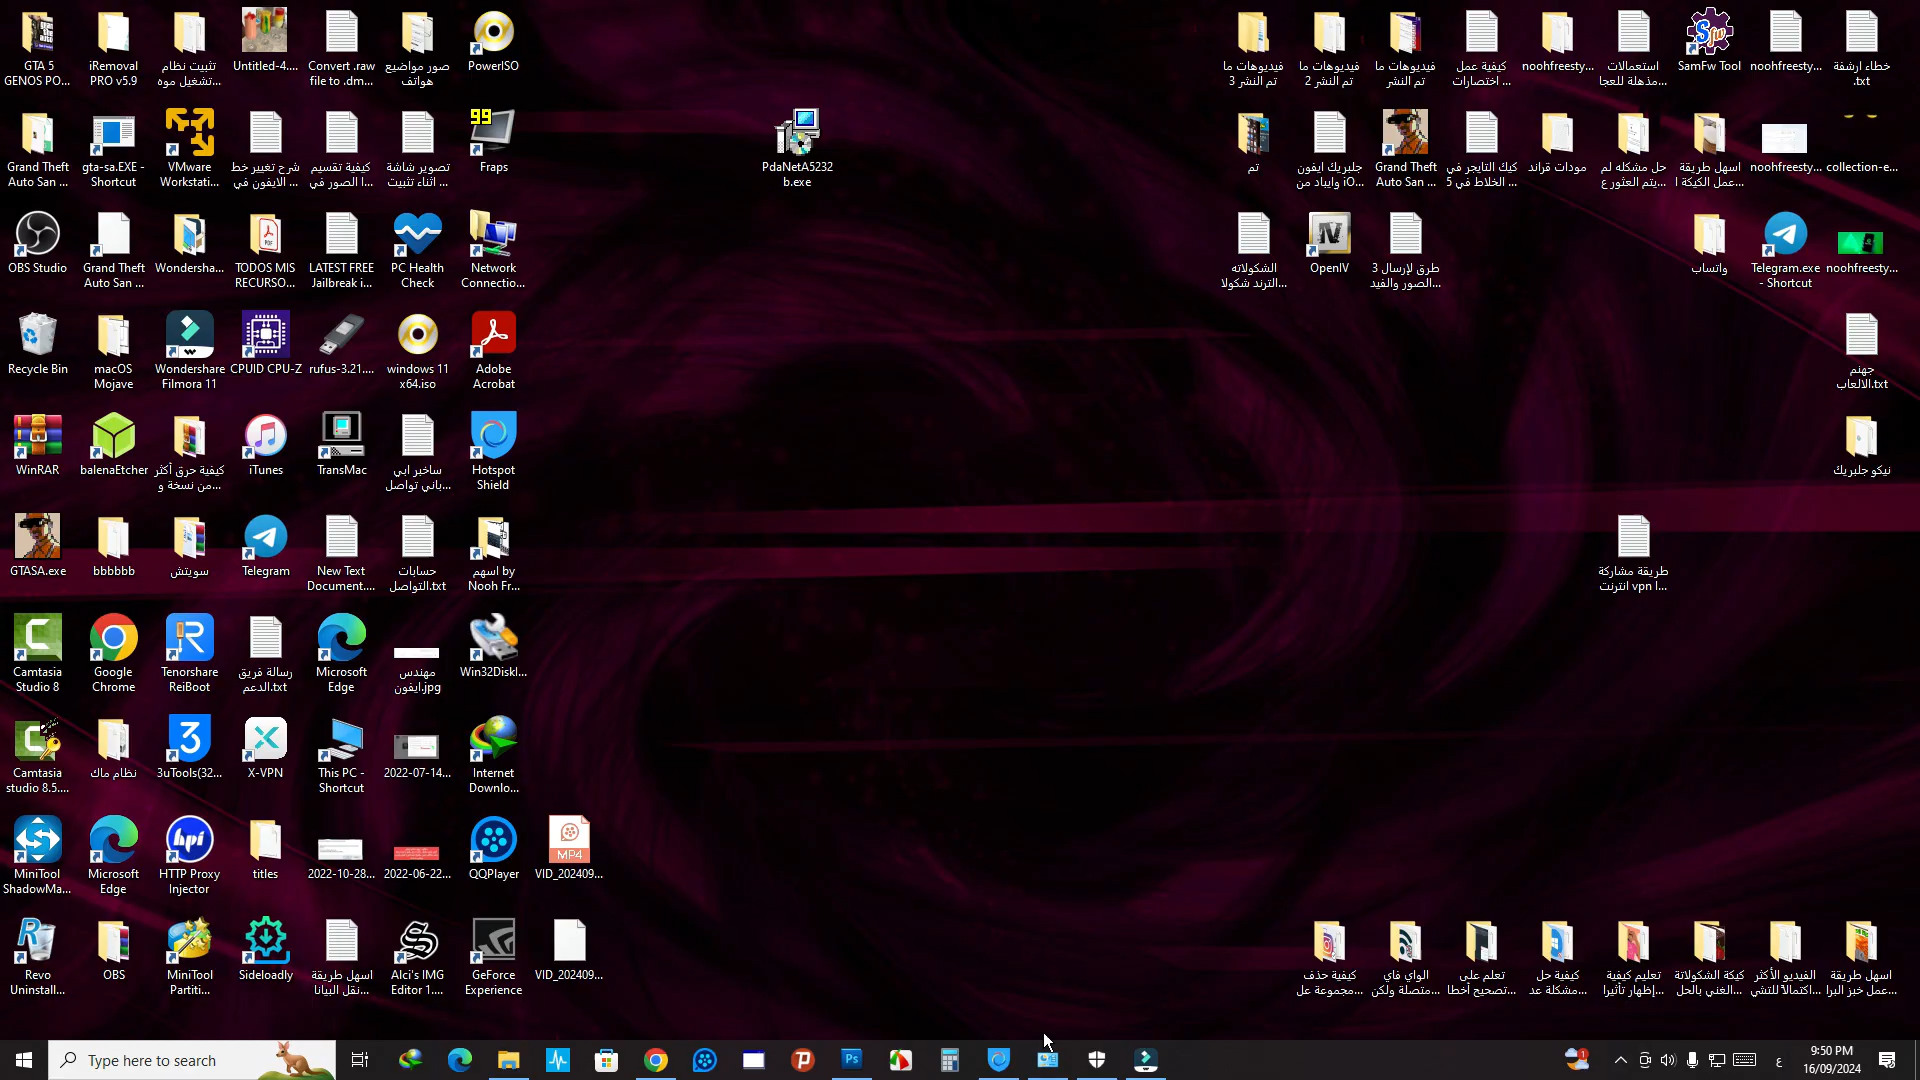 GTA 5
GENOS PO...
iRemoval
PRO v5.9
تثبيت نظام
تشغيل موه...
Untitled-4....
Convert .raw
file to .dm...
صور مواضيع
هواتف
PowerISO
فيديوهات ما
تم النشر 3
فيديوهات ما
تم النشر 2
فيديوهات ما
تم النشر
كيفية عمل
اختصارات ...
noohfreesty...
استعمالات
مذهلة للعجا...
SamFw Tool
noohfreesty...
خطاء ارشفة
.txt
Grand Theft
Auto San ...
gta-sa.EXE -
Shortcut
VMware
Workstati...
شرح تغيير خط
الايفون في ...
كيفية تقسيم
ا الصور في...
تصوير شاشة
اثناء تثبيت ...
99
Fraps
PdaNetA5232
b.exe
تم
جلبريك ايفون
وايباد من iO...
Grand Theft
Auto San ...
كيك التايجر في
الخلاط في 5 ...
مودات قراند
حل مشكله لم
يتم العثور ع...
اسهل طريقة
عمل الكيكة ا...
noohfreesty...
collection-e...
OBS Studio
Grand Theft
Auto San ...
Wondersha...
TODOS MIS
RECURSO...
LATEST FREE
Jailbreak i...
PC Health
Check
Network
Connectio...
الشكولاته
الترند شكولا...
OpenIV
3 طرق لإرسال
الصور والفيد...
واتساب
Telegram.exe
- Shortcut
noohfreesty...
Recycle Bin
macOS
Mojave
Wondershare
Filmora 11
CPUID CPU-Z
rufus-3.21....
windows 11
x64.iso
Adobe
Acrobat
جهنم
الالعاب.txt
WinRAR
balenaEtcher
كيفية حرق أكثر
من نسخة و...
iTunes
TransMac
ساخبر ابي
باني تواصل...
Hotspot
Shield
نيكو جلبريك
GTASA.exe
bbbbbb
سويتش
Telegram
New Text
Document....
حسابات
التواصل.txt
اسهم by
Nooh Fr...
طريقة مشاركة
انترنت vpn ا...
Camtasia
Studio 8
Google
Chrome
Tenorshare
ReiBoot
رسالة فريق
الدعم.txt
Microsoft
Edge
مهندس
ايفون.jpg
Win32DiskI...
Camtasia
studio 8.5....
نظام ماك
3uTools(32...
X-VPN
This PC -
Shortcut
2022-07-14...
Internet
Downlo...
MiniTool
ShadowMa...
Microsoft
Edge
hpi
HTTP Proxy
Injector
titles
2022-10-28...
2022-06-22...
QQPlayer
MP4
VID_202409...
Revo
Uninstall...
OBS
MiniTool
Partiti...
Sideloadly
اسهل طريقة
نقل البيانا...
Alci's IMG
Editor 1....
GeForce
Experience
VID_202409...
كيفية حذف
مجموعة عل...
الواي فاي
متصلة ولكن...
تعلم على
تصحيح أخطا...
كيفية حل
مشكلة عد...
تعليم كيفية
إظهار تأثيرا...
كيكة الشكولاتة
الغني بالحل...
الفيديو الأكثر
اكتمالاً للتشي...
اسهل طريقة
عمل خبز البرا...
Type here to search
Ps
ع
9:50 PM
16/09/2024